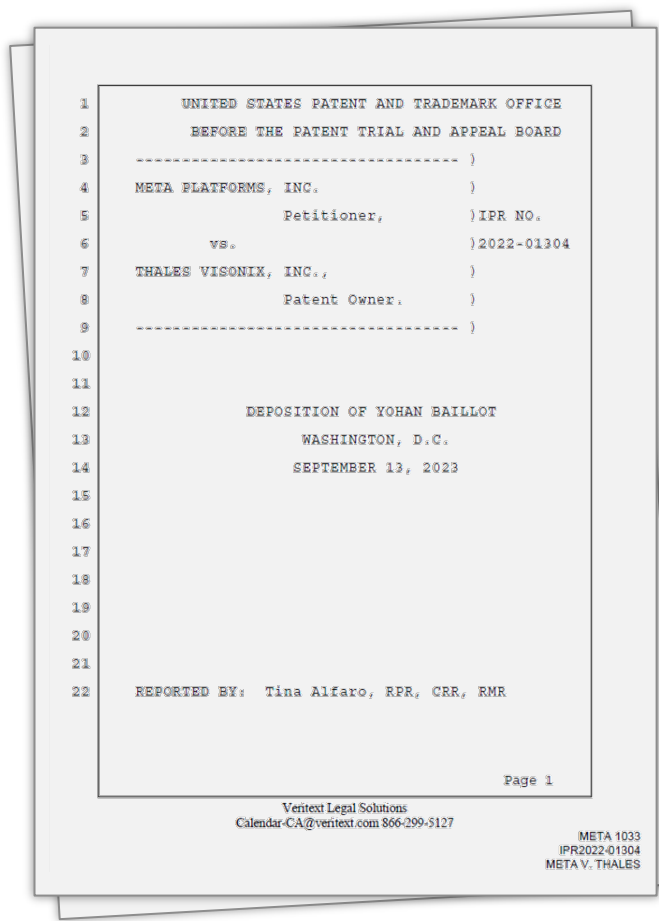 1 UNITED STATES PATENT AND TRADEMARK OFFICE
2 BEFORE THE PATENT TRIAL AND APPEAL BOARD
3 ----------------------------------- )
4 META PLATFORMS, INC. )
5 Petitioner, )IPR NO.
6 vs. )2022-01304
7 THALES VISONIX, INC., )
8 Patent Owner. )
9 ----------------------------------- )
10
11
12 DEPOSITION OF YOHAN BAILLOT
13 WASHINGTON, D.C.
14 SEPTEMBER 13, 2023
15
16
17
18
19
20
21
22 REPORTED BY: Tina Alfaro, RPR, CRR, RMR
Page 1
Veritext Legal Solutions
Calendar-CA@veritext.com 866-299-5127
META 1033
IPR2022-01304
META V. THALES